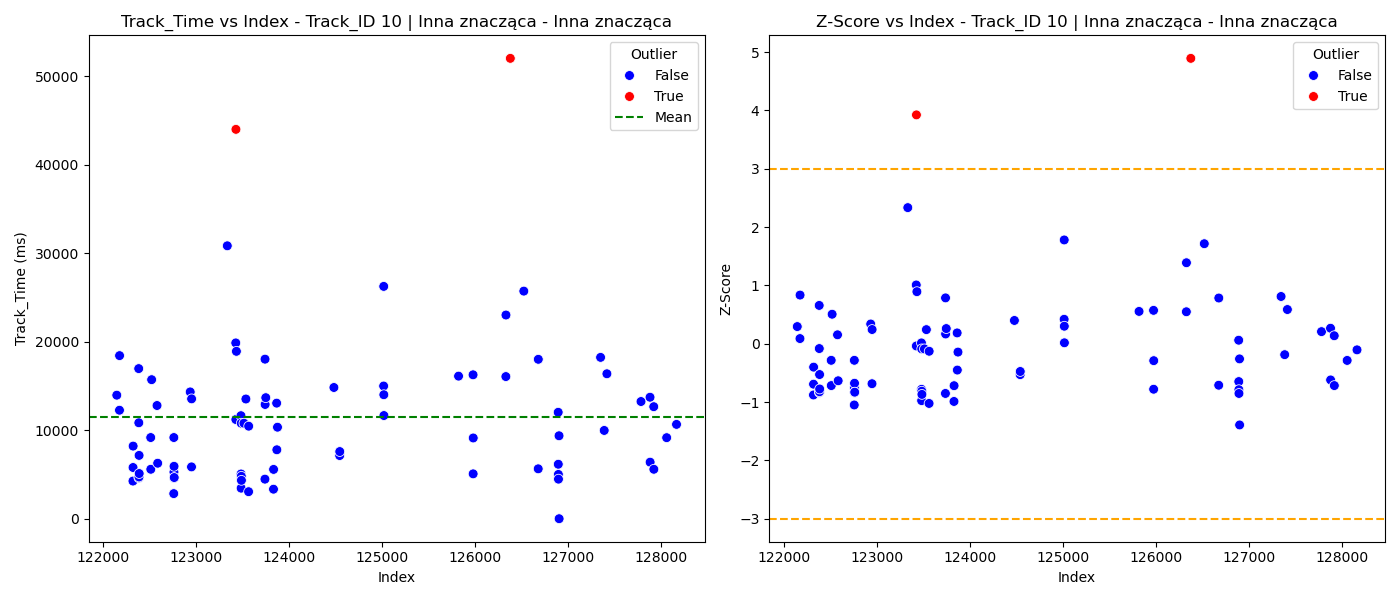 Track_Time vs Index - Track_ID 10 | Inna znacząca - Inna znacząca
Track_Time (ms)
50000
40000
30000
20000
10000
0
122000 123000 124000 125000 126000 127000 128000
Index
Outlier
False
True
Mean
Z-Score vs Index - Track_ID 10 | Inna znacząca - Inna znacząca
Z-Score
5
4
3
2
1
0
−1
−2
−3
122000 123000 124000 125000 126000 127000 128000
Index
Outlier
False
True